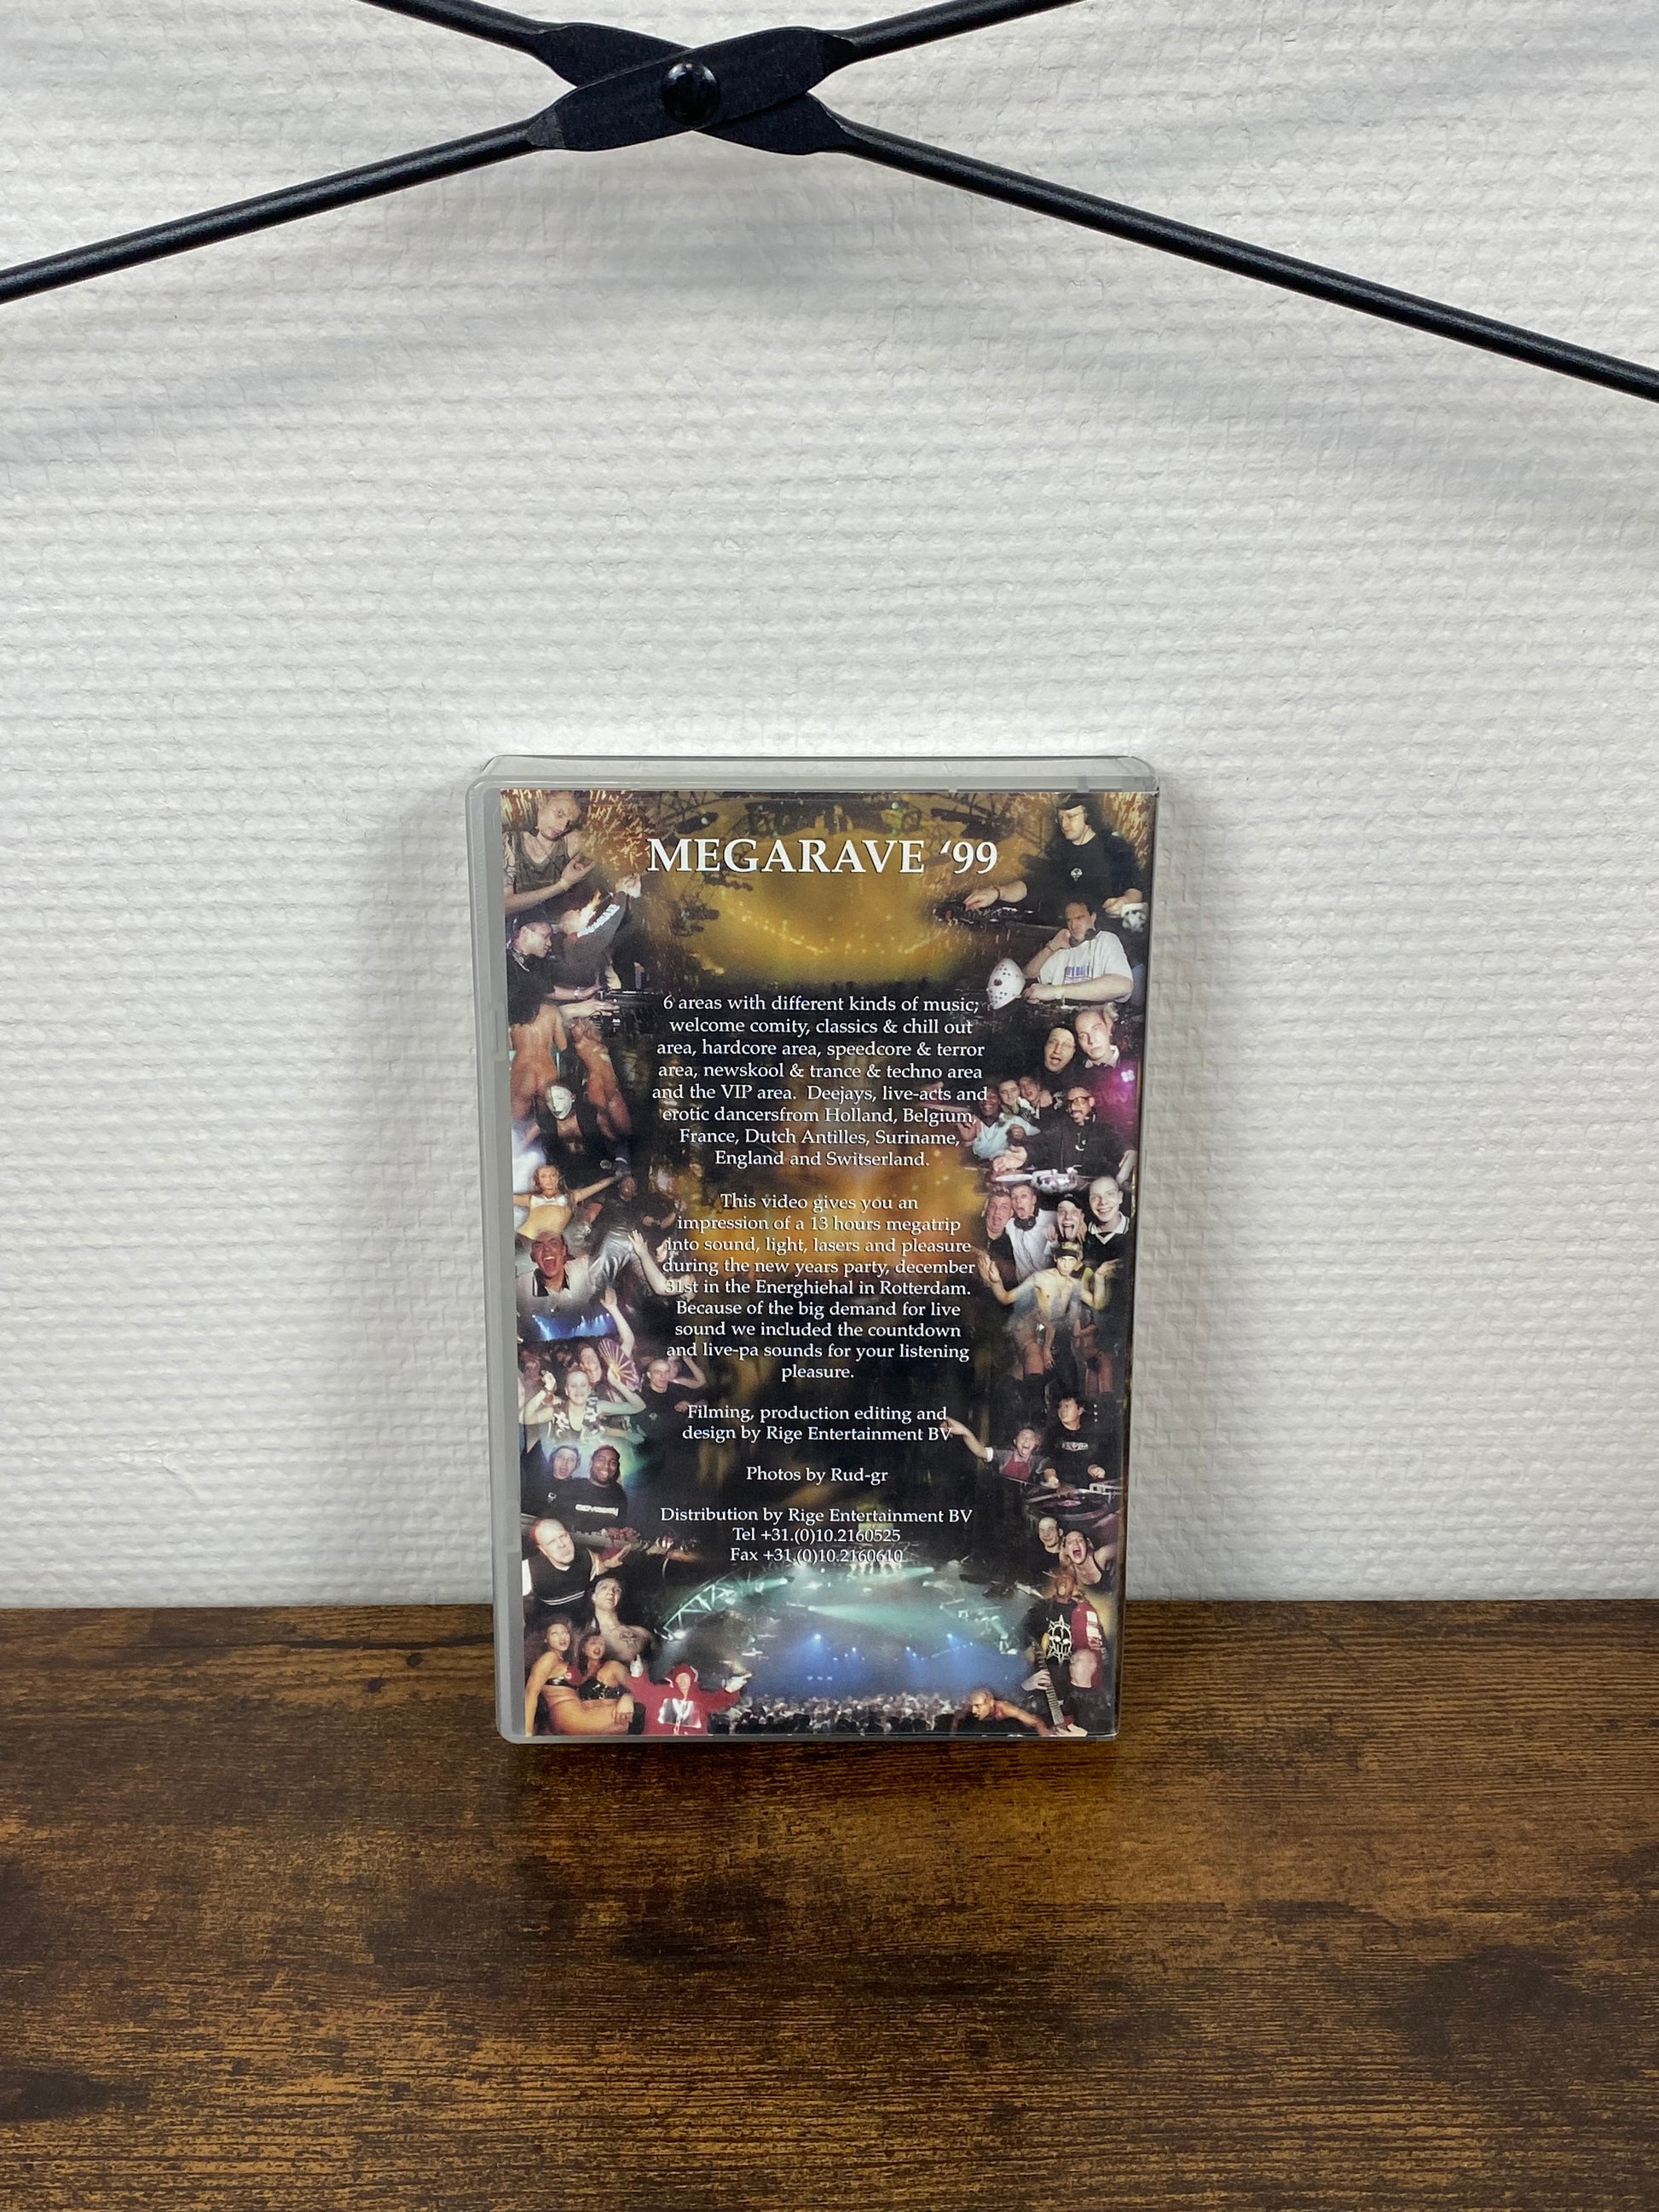 MEGARAVE ‘99
6 areas with different kinds of music;
welcome comity, classics & chill out
area, hardcore area, speedcore & terror
area, newskool & trance & techno area
and the VIP area. Deejays, live-acts and
erotic dancersfrom Holland, Belgium,
France, Dutch Antilles, Suriname,
England and Switserland.
This video gives you an
impression of a 13 hours megatrip
into sound, light, lasers and pleasure
during the new years party, december
31st in the Energhiehal in Rotterdam.
Because of the big demand for live
sound we included the countdown
and live-pa sounds for your listening
pleasure.
Filming, production editing and
design by Rige Entertainment BV
Photos by Rud-gr
Distribution by Rige Entertainment BV
Tel +31.(0)10.2160525
Fax +31.(0)10.2160610